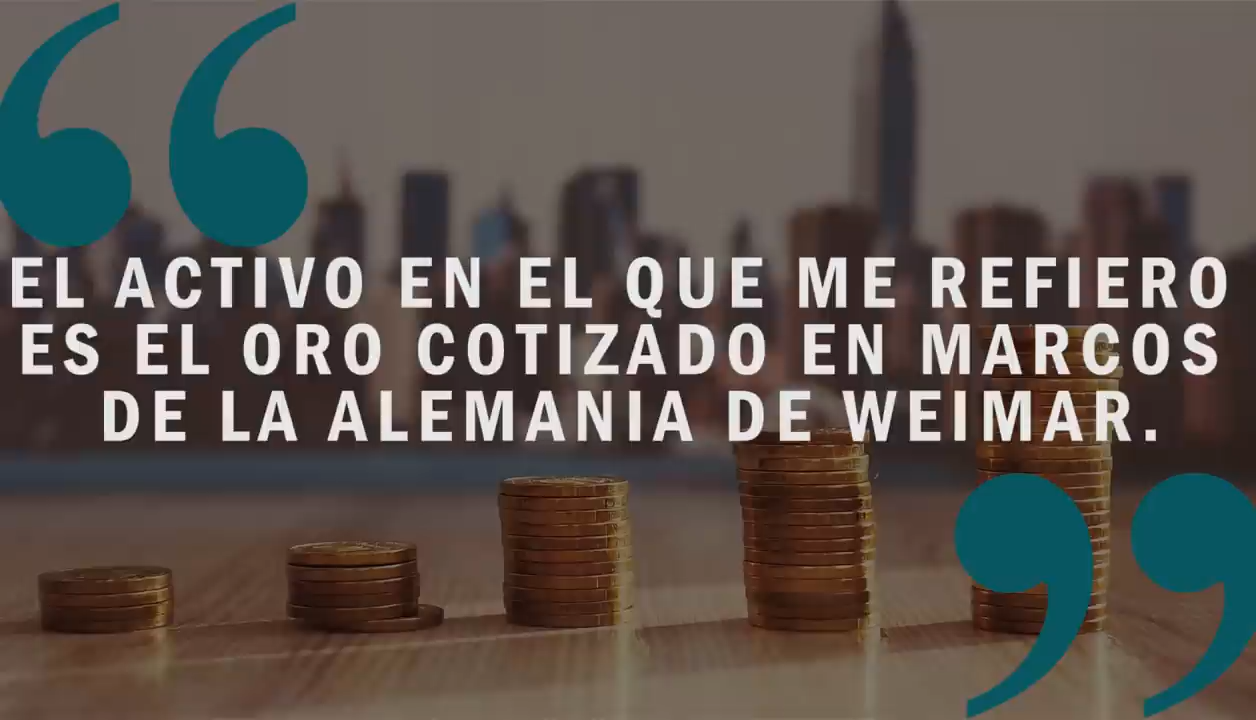 EL ACTIVO EN EL QUE ME REFIERO
ES EL ORO COTIZADO EN MARCOS
DE LA ALEMANIA DE WEIMAR.